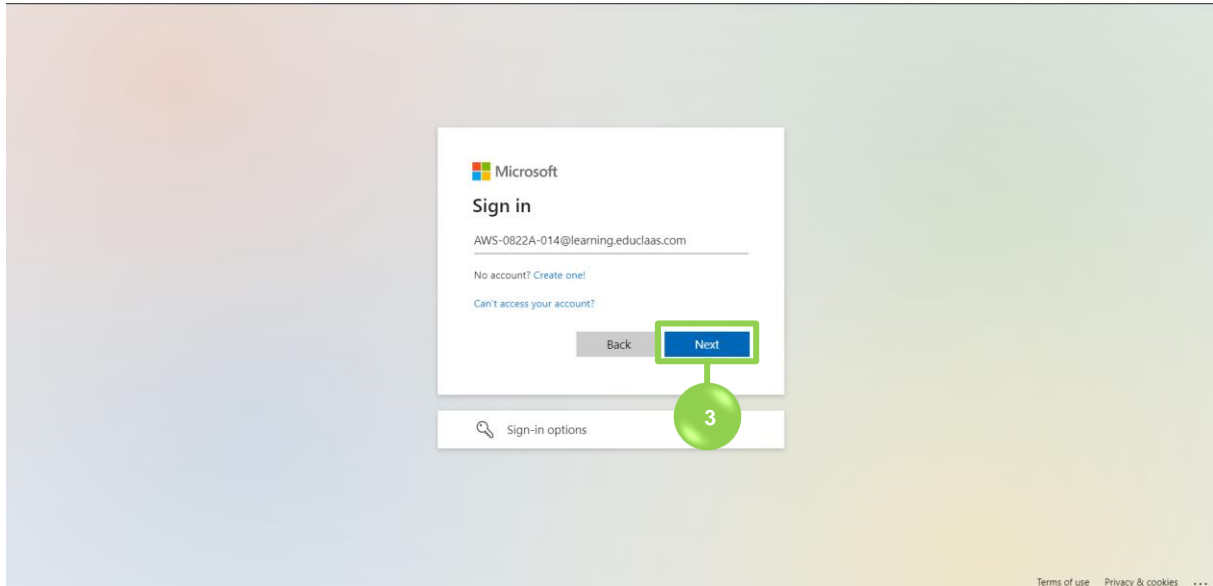 Microsoft
Sign in
AWS-0822A-014@learning.educlaas.com
No account? Create one!
Can't access your account?
Back Next
3
Sign-in options
Terms of use Privacy & cookies ...